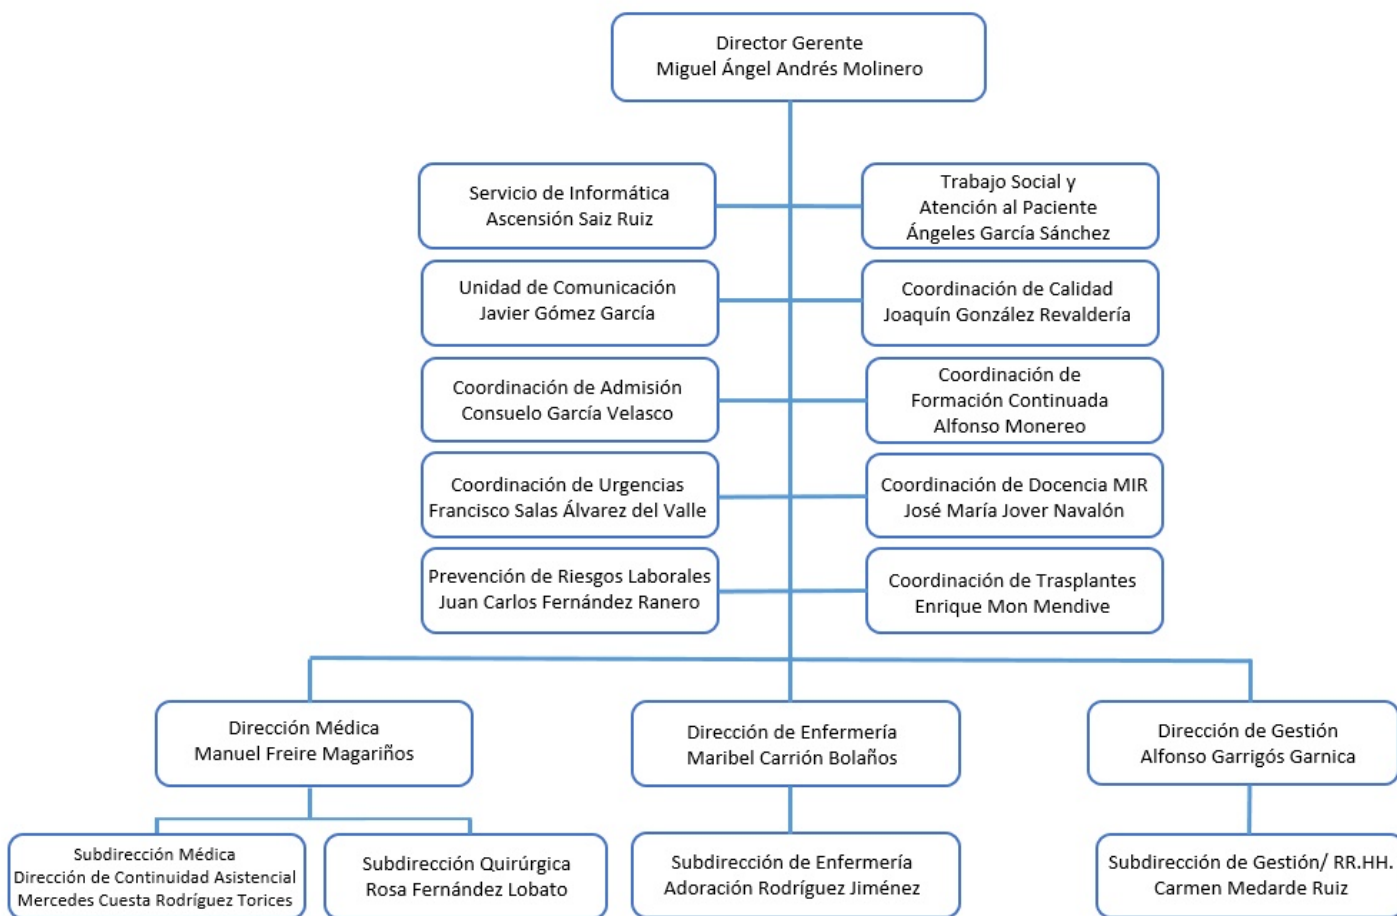 Director Gerente
Miguel Ángel Andrés Molinero
Servicio de Informática
Ascensión Saiz Ruiz
Trabajo Social y
Atención al Paciente
Ángeles García Sánchez
Unidad de Comunicación
Javier Gómez García
Coordinación de Calidad
Joaquín González Revaldería
Coordinación de Admisión
Consuelo García Velasco
Coordinación de
Formación Continuada
Alfonso Monereo
Coordinación de Urgencias
Francisco Salas Álvarez del Valle
Coordinación de Docencia MIR
José María Jover Navalón
Prevención de Riesgos Laborales
Juan Carlos Fernández Ranero
Coordinación de Trasplantes
Enrique Mon Mendive
Dirección Médica
Manuel Freire Magariños
Dirección de Enfermería
Maribel Carrión Bolaños
Dirección de Gestión
Alfonso Garrigós Garnica
Subdirección Médica
Dirección de Continuidad Asistencial
Mercedes Cuesta Rodríguez Torices
Subdirección Quirúrgica
Rosa Fernández Lobato
Subdirección de Enfermería
Adoración Rodríguez Jiménez
Subdirección de Gestión/ RR.HH.
Carmen Medarde Ruiz